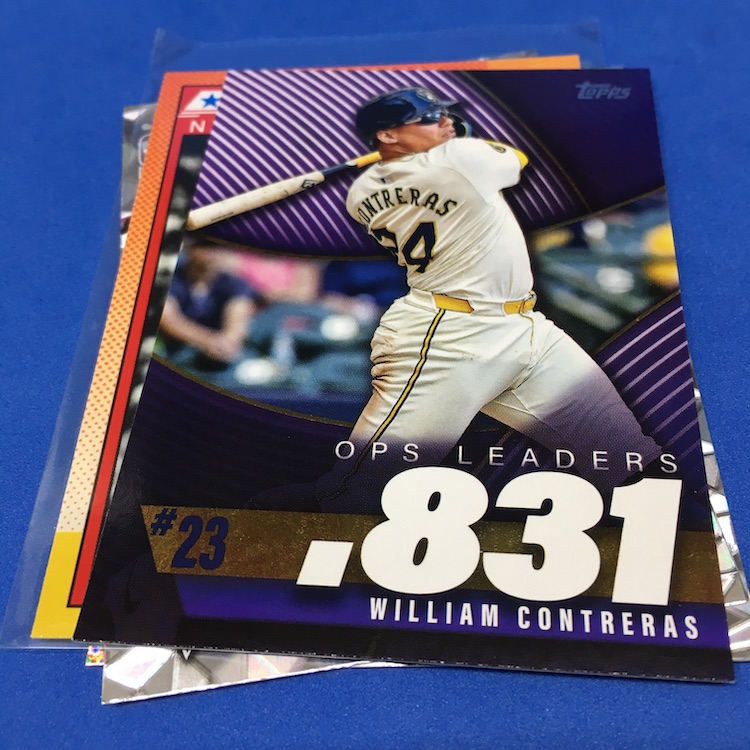 Topps
N
CONTRERAS
24
OPS LEADERS
.831
#23
WILLIAM CONTRERAS